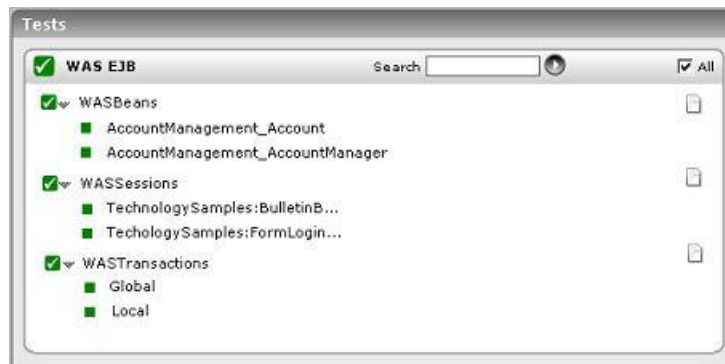 Tests
WAS EJB Search All
WASBeans
AccountManagement_Account
AccountManagement_AccountManager
WASSessions
TechnologySamples:BulletinB...
TechologySamples:FormLogin...
WASTransactions
Global
Local